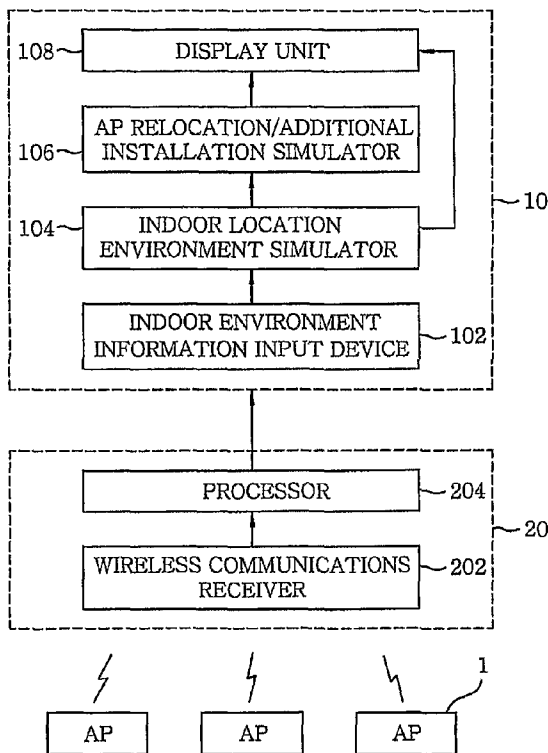 108
DISPLAY UNIT
106
AP RELOCATION/ADDITIONAL
INSTALLATION SIMULATOR
10
104
INDOOR LOCATION
ENVIRONMENT SIMULATOR
INDOOR ENVIRONMENT
INFORMATION INPUT DEVICE
102
PROCESSOR
204
20
WIRELESS COMMUNICATIONS
RECEIVER
202
1
AP
AP
AP